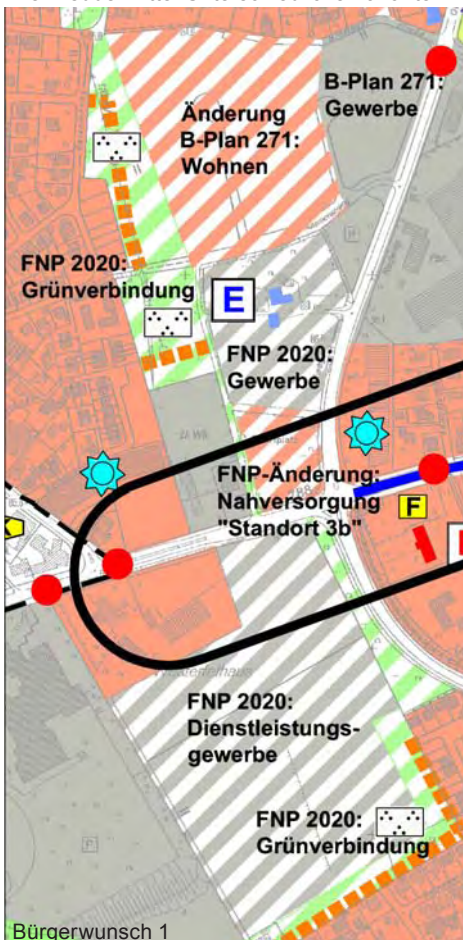 B-Plan 271:
Gewerbe
Änderung
B-Plan 271:
Wohnen
FNP 2020:
Grünverbindung
E
FNP 2020:
Gewerbe
FNP-Änderung:
Nahversorgung
"Standort 3b"
F
FNP 2020:
Dienstleistungs-
gewerbe
FNP 2020:
Grünverbindung
Bürgerwunsch 1